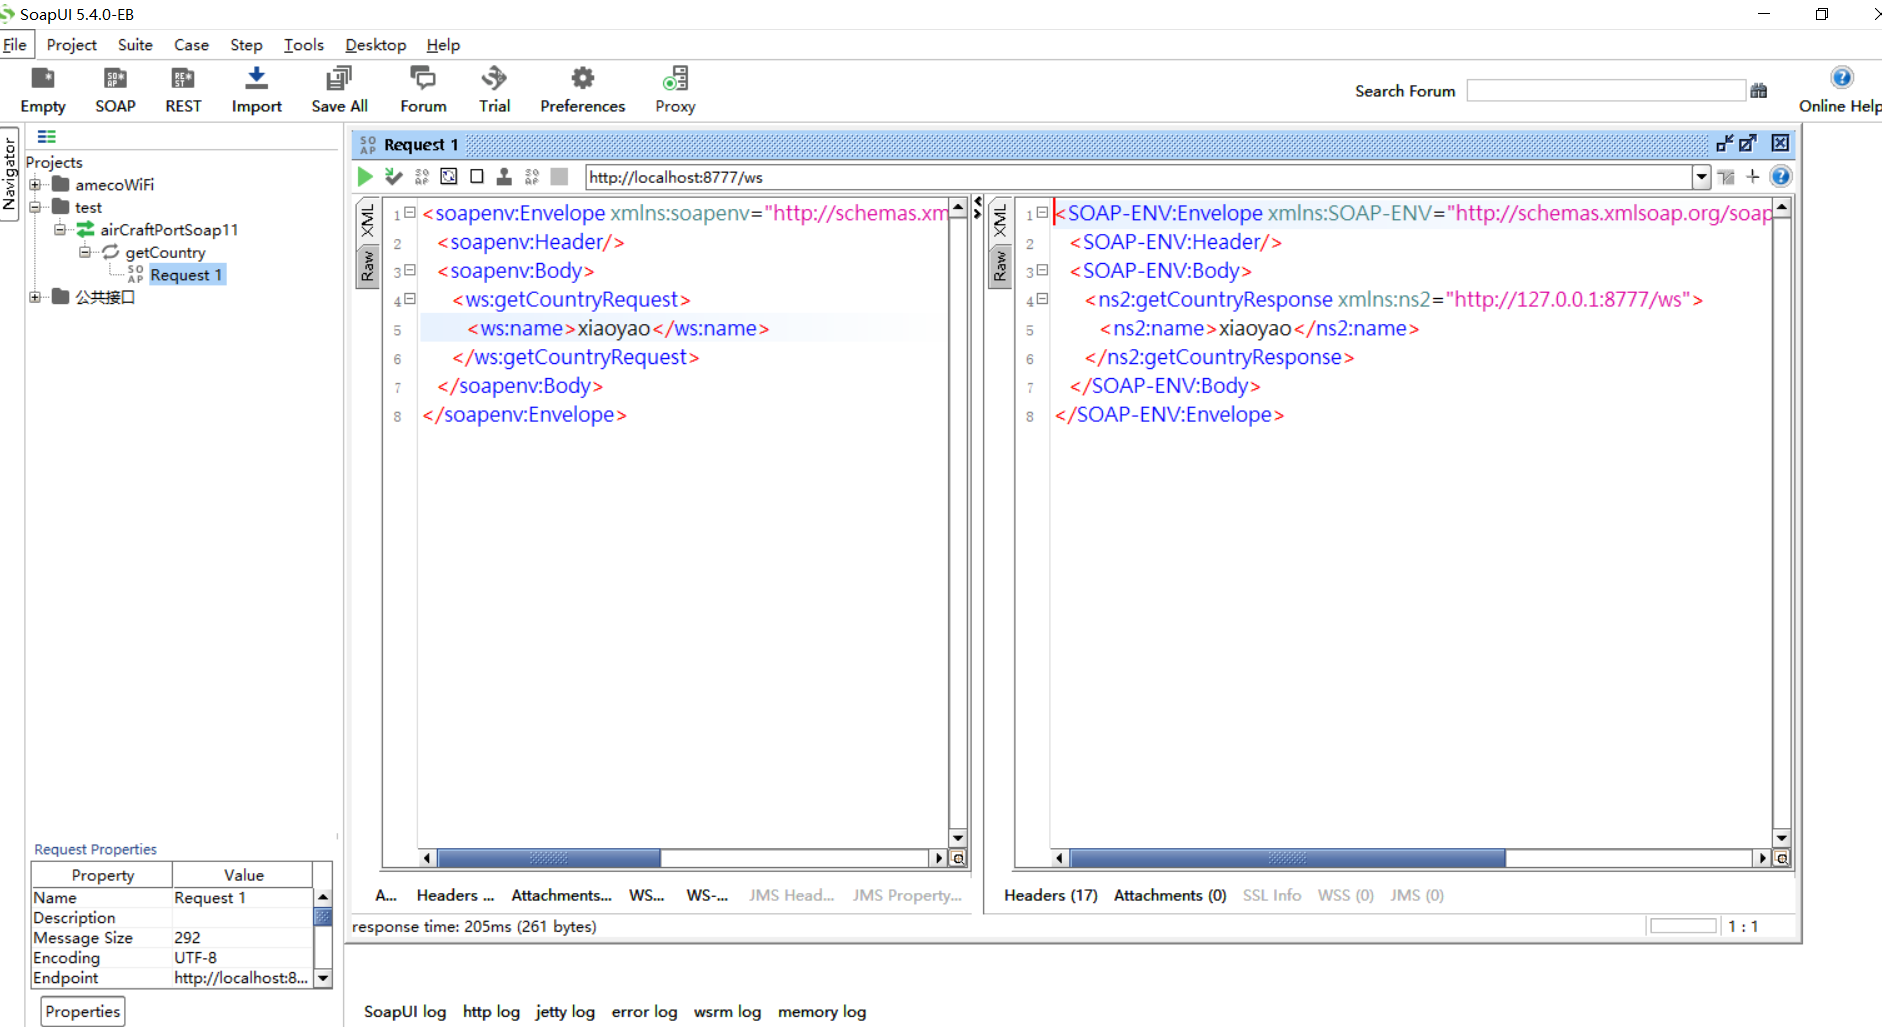 SoapUI 5.4.0-EB
File Project Suite Case Step Tools Desktop Help
Empty SOAP REST Import Save All Forum Trial Preferences Proxy Search Forum Online Help
Navigator
Projects
amecoWiFi
test
airCraftPortSoap11
getCountry
Request 1
公共接口
Request 1
http://localhost:8777/ws
XML
Raw
1 <soapenv:Envelope xmlns:soapenv="http://schemas.xm
2 <soapenv:Header/>
3 <soapenv:Body>
4 <ws:getCountryRequest>
5 <ws:name>xiaoyao</ws:name>
6 </ws:getCountryRequest>
7 </soapenv:Body>
8 </soapenv:Envelope>
XML
Raw
1 <SOAP-ENV:Envelope xmlns:SOAP-ENV="http://schemas.xmlsoap.org/soap
2 <SOAP-ENV:Header/>
3 <SOAP-ENV:Body>
4 <ns2:getCountryResponse xmlns:ns2="http://127.0.0.1:8777/ws">
5 <ns2:name>xiaoyao</ns2:name>
6 </ns2:getCountryResponse>
7 </SOAP-ENV:Body>
8 </SOAP-ENV:Envelope>
A... Headers ... Attachments... WS... WS-... JMS Head... JMS Property...
Headers (17) Attachments (0) SSL Info WSS (0) JMS (0)
response time: 205ms (261 bytes)
1 : 1
Request Properties
Property Value
Name Request 1
Description
Message Size 292
Encoding UTF-8
Endpoint http://localhost:8...
Properties
SoapUI log http log jetty log error log wsrm log memory log